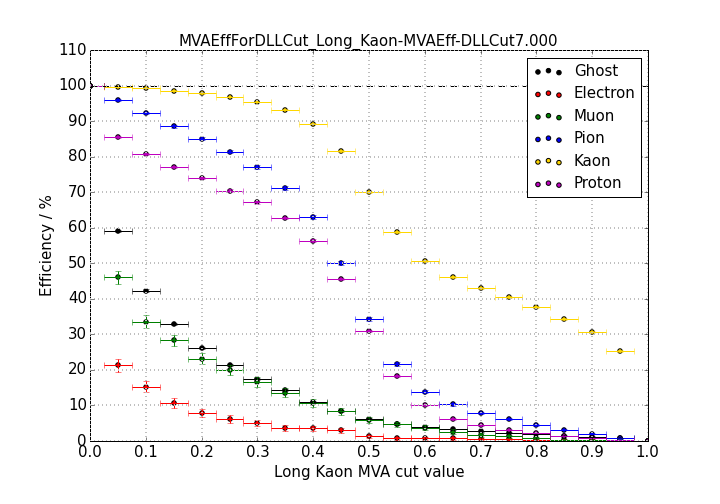 MVAEffForDLLCut_Long_Kaon-MVAEff-DLLCut7.000
110
100
90
80
70
60
50
40
30
20
10
0
Efficiency / %
Ghost
Electron
Muon
Pion
Kaon
Proton
0.0 0.1 0.2 0.3 0.4 0.5 0.6 0.7 0.8 0.9 1.0
Long Kaon MVA cut value